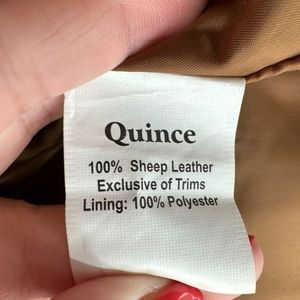 Quince
100% Sheep Leather
Exclusive of Trims
Lining: 100% Polyester